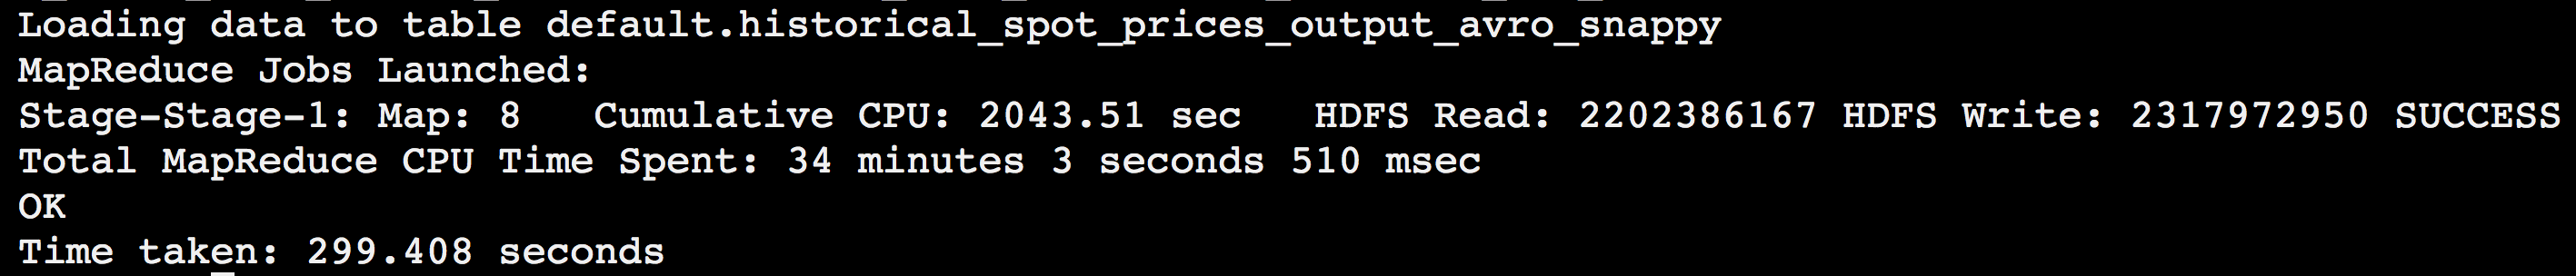 Loading data to table default.historical_spot_prices_output_avro_snappy
MapReduce Jobs Launched:
Stage-Stage-1: Map: 8   Cumulative CPU: 2043.51 sec   HDFS Read: 2202386167 HDFS Write: 2317972950 SUCCESS
Total MapReduce CPU Time Spent: 34 minutes 3 seconds 510 msec
OK
Time taken: 299.408 seconds